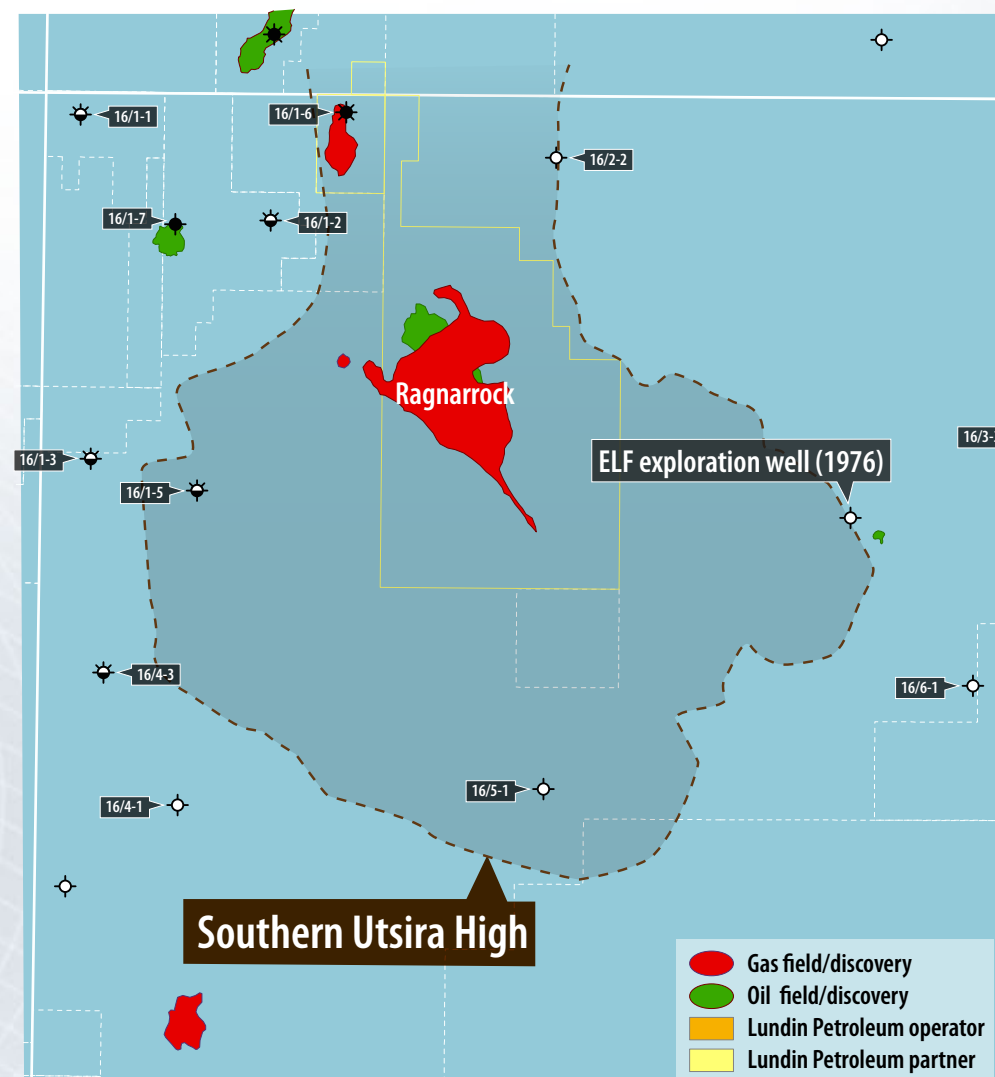 16/1-1
16/1-6
16/2-2
16/1-7
16/1-2
Ragnarrock
16/3-
16/1-3
ELF exploration well (1976)
16/1-5
16/4-3
16/6-1
16/5-1
16/4-1
Southern Utsira High
Gas field/discovery
Oil field/discovery
Lundin Petroleum operator
Lundin Petroleum partner